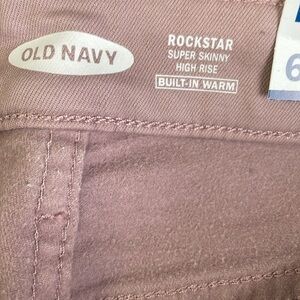 OLD NAVY
ROCKSTAR
SUPER SKINNY
HIGH RISE
BUILT-IN WARM
6